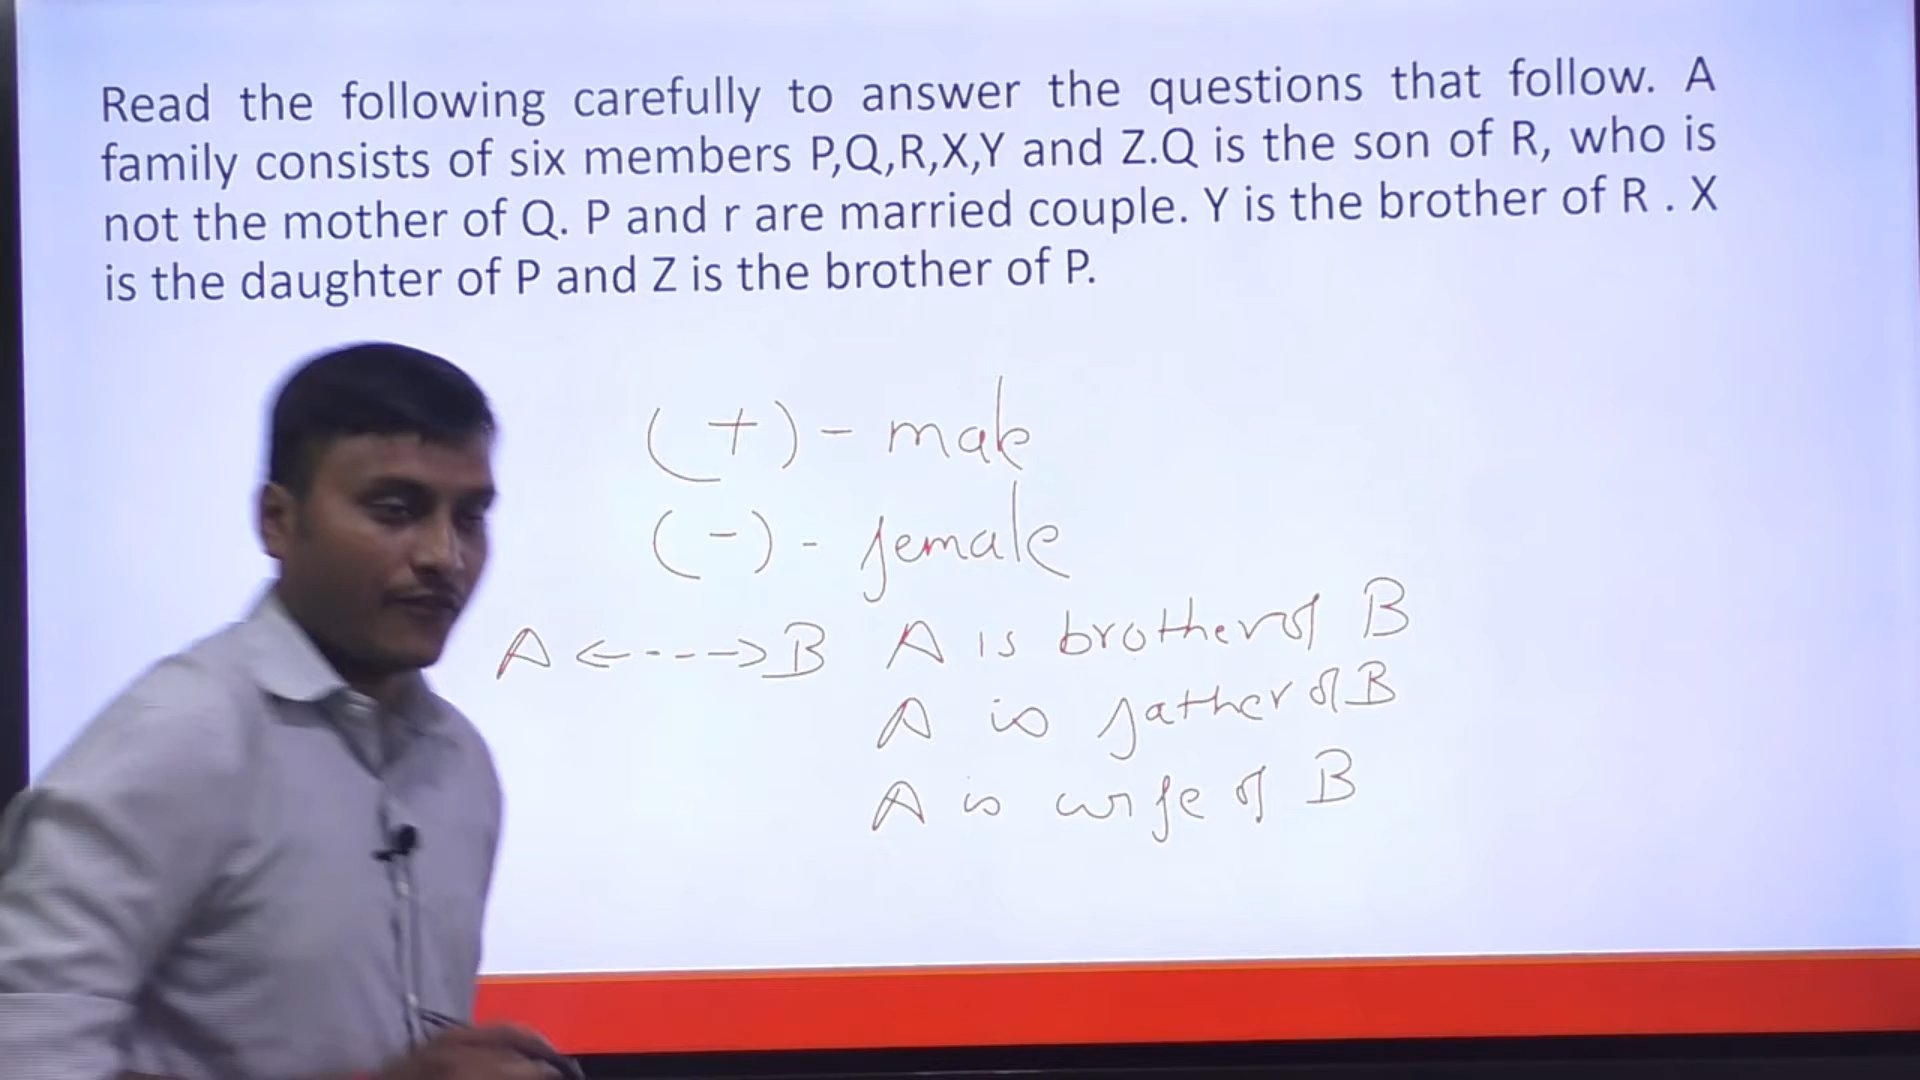 Read the following carefully to answer the questions that follow. A
family consists of six members P,Q,R,X,Y and Z.Q is the son of R, who is
not the mother of Q. P and r are married couple. Y is the brother of R . X
is the daughter of P and Z is the brother of P.
(+) - male
(-) - female
A <---> B A is brother of B
A is father of B
A is wife of B